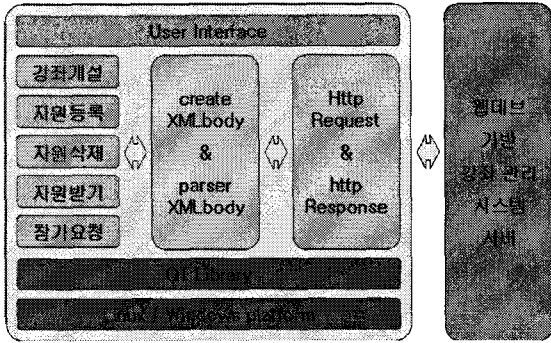 User Interface
강좌개설
자원등록
자원삭제
자원받기
잠기요청
create
XMLbody
&
parser
XMLbody
Http
Request
&
http
Response
웹데브
기반
강좌 관리
시스템
서버
QT Library
Linux / Windows platform